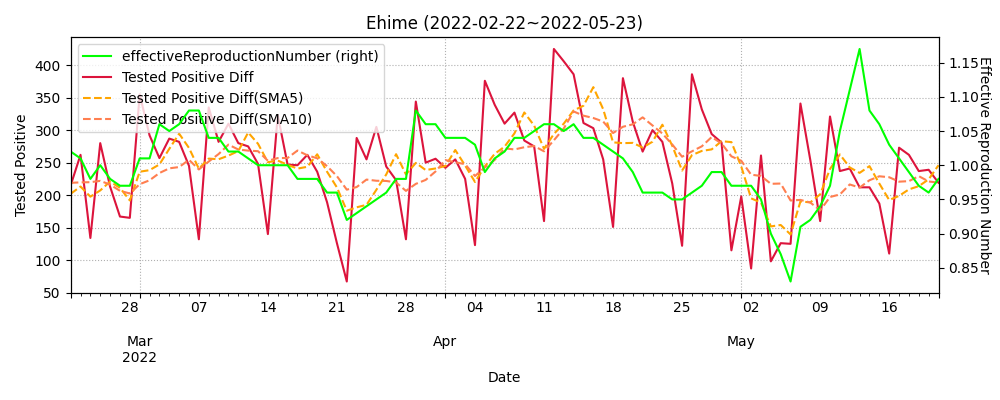 Ehime (2022-02-22~2022-05-23)
effectiveReproductionNumber (right)
Tested Positive Diff
Tested Positive Diff(SMA5)
Tested Positive Diff(SMA10)
Tested Positive
400
350
300
250
200
150
100
50
1.15
1.10
1.05
1.00
0.95
0.90
0.85
Effective Reproduction Number
28 07 14 21 28 04 11 18 25 02 09 16
Mar Apr May
2022
Date